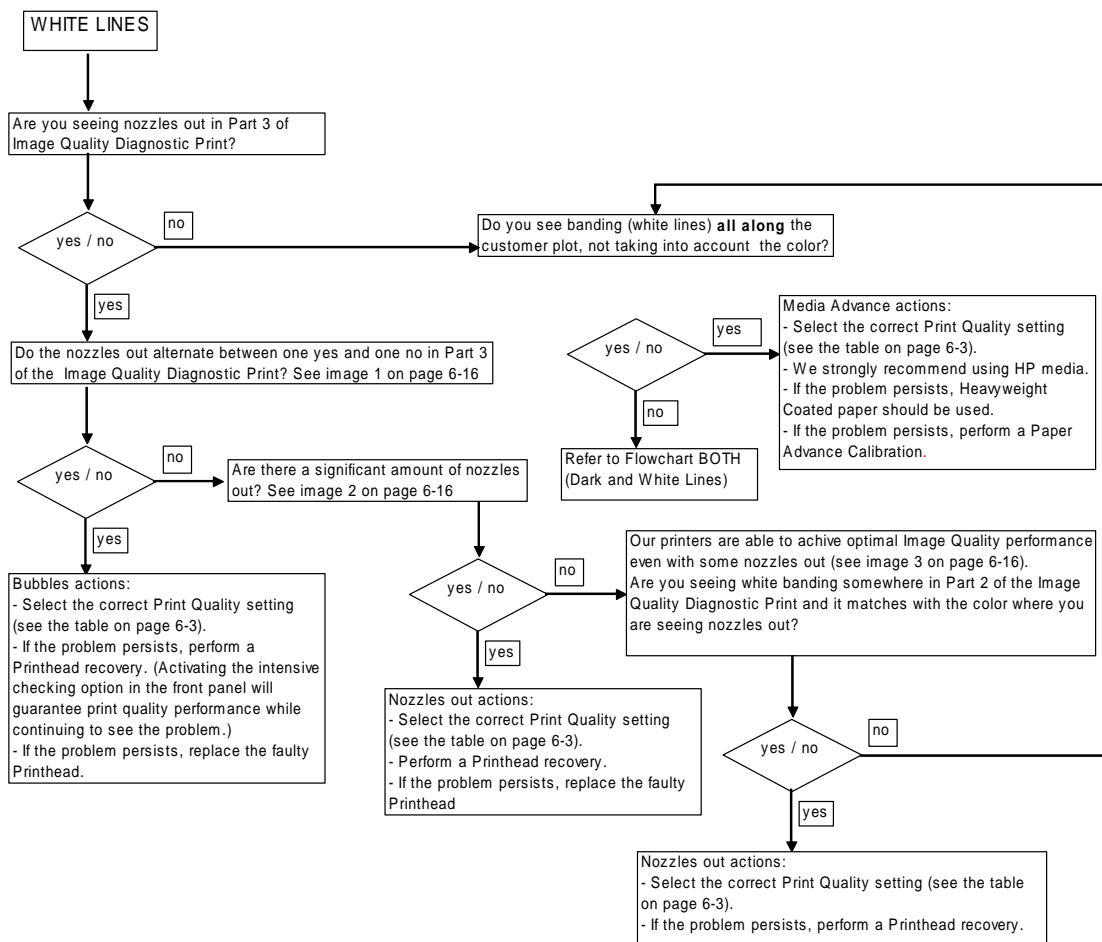 WHITE LINES
Are you seeing nozzles out in Part 3 of
Image Quality Diagnostic Print?
yes / no
no
yes
Do you see banding (white lines) all along the
customer plot, not taking into account the color?
yes / no
yes
no
Media Advance actions:
- Select the correct Print Quality setting
(see the table on page 6-3).
- We strongly recommend using HP media.
- If the problem persists, Heavyweight
Coated paper should be used.
- If the problem persists, perform a Paper
Advance Calibration.
Refer to Flowchart BOTH
(Dark and White Lines)
Do the nozzles out alternate between one yes and one no in Part 3
of the Image Quality Diagnostic Print? See image 1 on page 6-16
yes / no
no
yes
Are there a significant amount of nozzles
out? See image 2 on page 6-16
Bubbles actions:
- Select the correct Print Quality setting
(see the table on page 6-3).
- If the problem persists, perform a
Printhead recovery. (Activating the intensive
checking option in the front panel will
guarantee print quality performance while
continuing to see the problem.)
- If the problem persists, replace the faulty
Printhead.
yes / no
no
yes
Nozzles out actions:
- Select the correct Print Quality setting
(see the table on page 6-3).
- Perform a Printhead recovery.
- If the problem persists, replace the faulty
Printhead
Our printers are able to achive optimal Image Quality performance
even with some nozzles out (see image 3 on page 6-16).
Are you seeing white banding somewhere in Part 2 of the Image
Quality Diagnostic Print and it matches with the color where you
are seeing nozzles out?
yes / no
no
yes
Nozzles out actions:
- Select the correct Print Quality setting (see the table
on page 6-3).
- If the problem persists, perform a Printhead recovery.